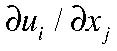 ∂u_i / ∂x_j